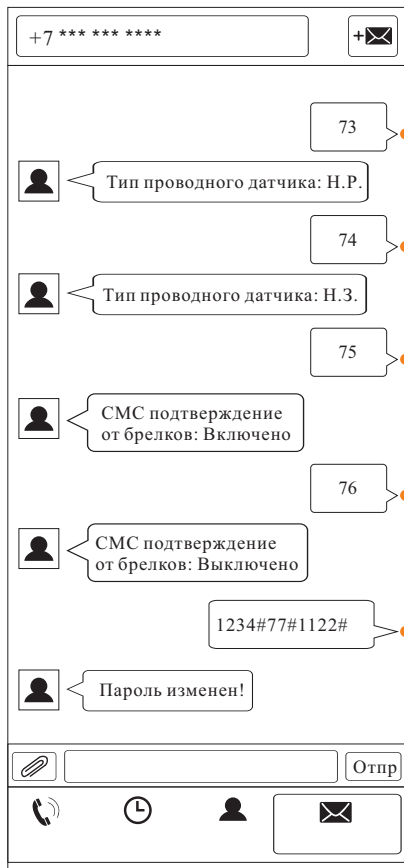 +7 *** *** ****
+
73
Тип проводного датчика: Н.Р.
74
Тип проводного датчика: Н.З.
75
СМС подтверждение
от брелков: Включено
76
СМС подтверждение
от брелков: Выключено
1234#77#1122#
Пароль изменен!
Отпр